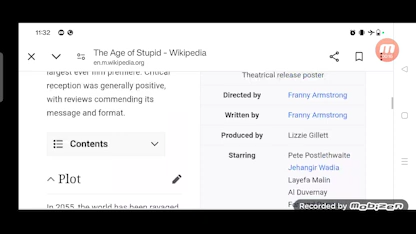 11:32
The Age of Stupid - Wikipedia
en.m.wikipedia.org
largest ever film premiere. Critical
reception was generally positive,
with reviews commending its
message and format.
Contents
Plot
In 2055, the world has been ravaged
Theatrical release poster
Directed by Franny Armstrong
Written by Franny Armstrong
Produced by Lizzie Gillett
Starring Pete Postlethwaite
Jehangir Wadia
Layefa Malin
Al Duvernay
Recorded by MOBIZEN